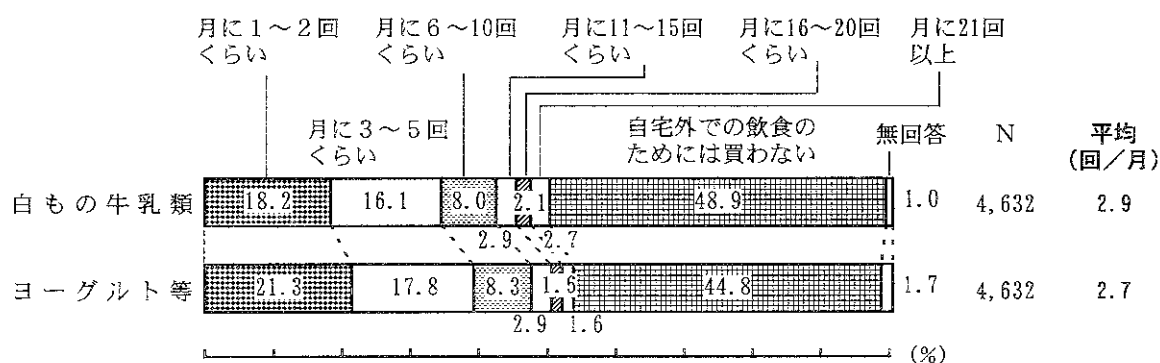 月に1～2回 月に6～10回 月に11～15回 月に16～20回 月に21回
くらい くらい くらい くらい 以上
月に3～5回 自宅外での飲食の 無回答 N 平均
くらい ためには買わない (回／月)
白もの牛乳類 18.2 16.1 8.0 2.1 48.9 1.0 4,632 2.9
2.9 2.7
ヨーグルト等 21.3 17.8 8.3 44.8 1.7 4,632 2.7
2.9 1.6
(%)